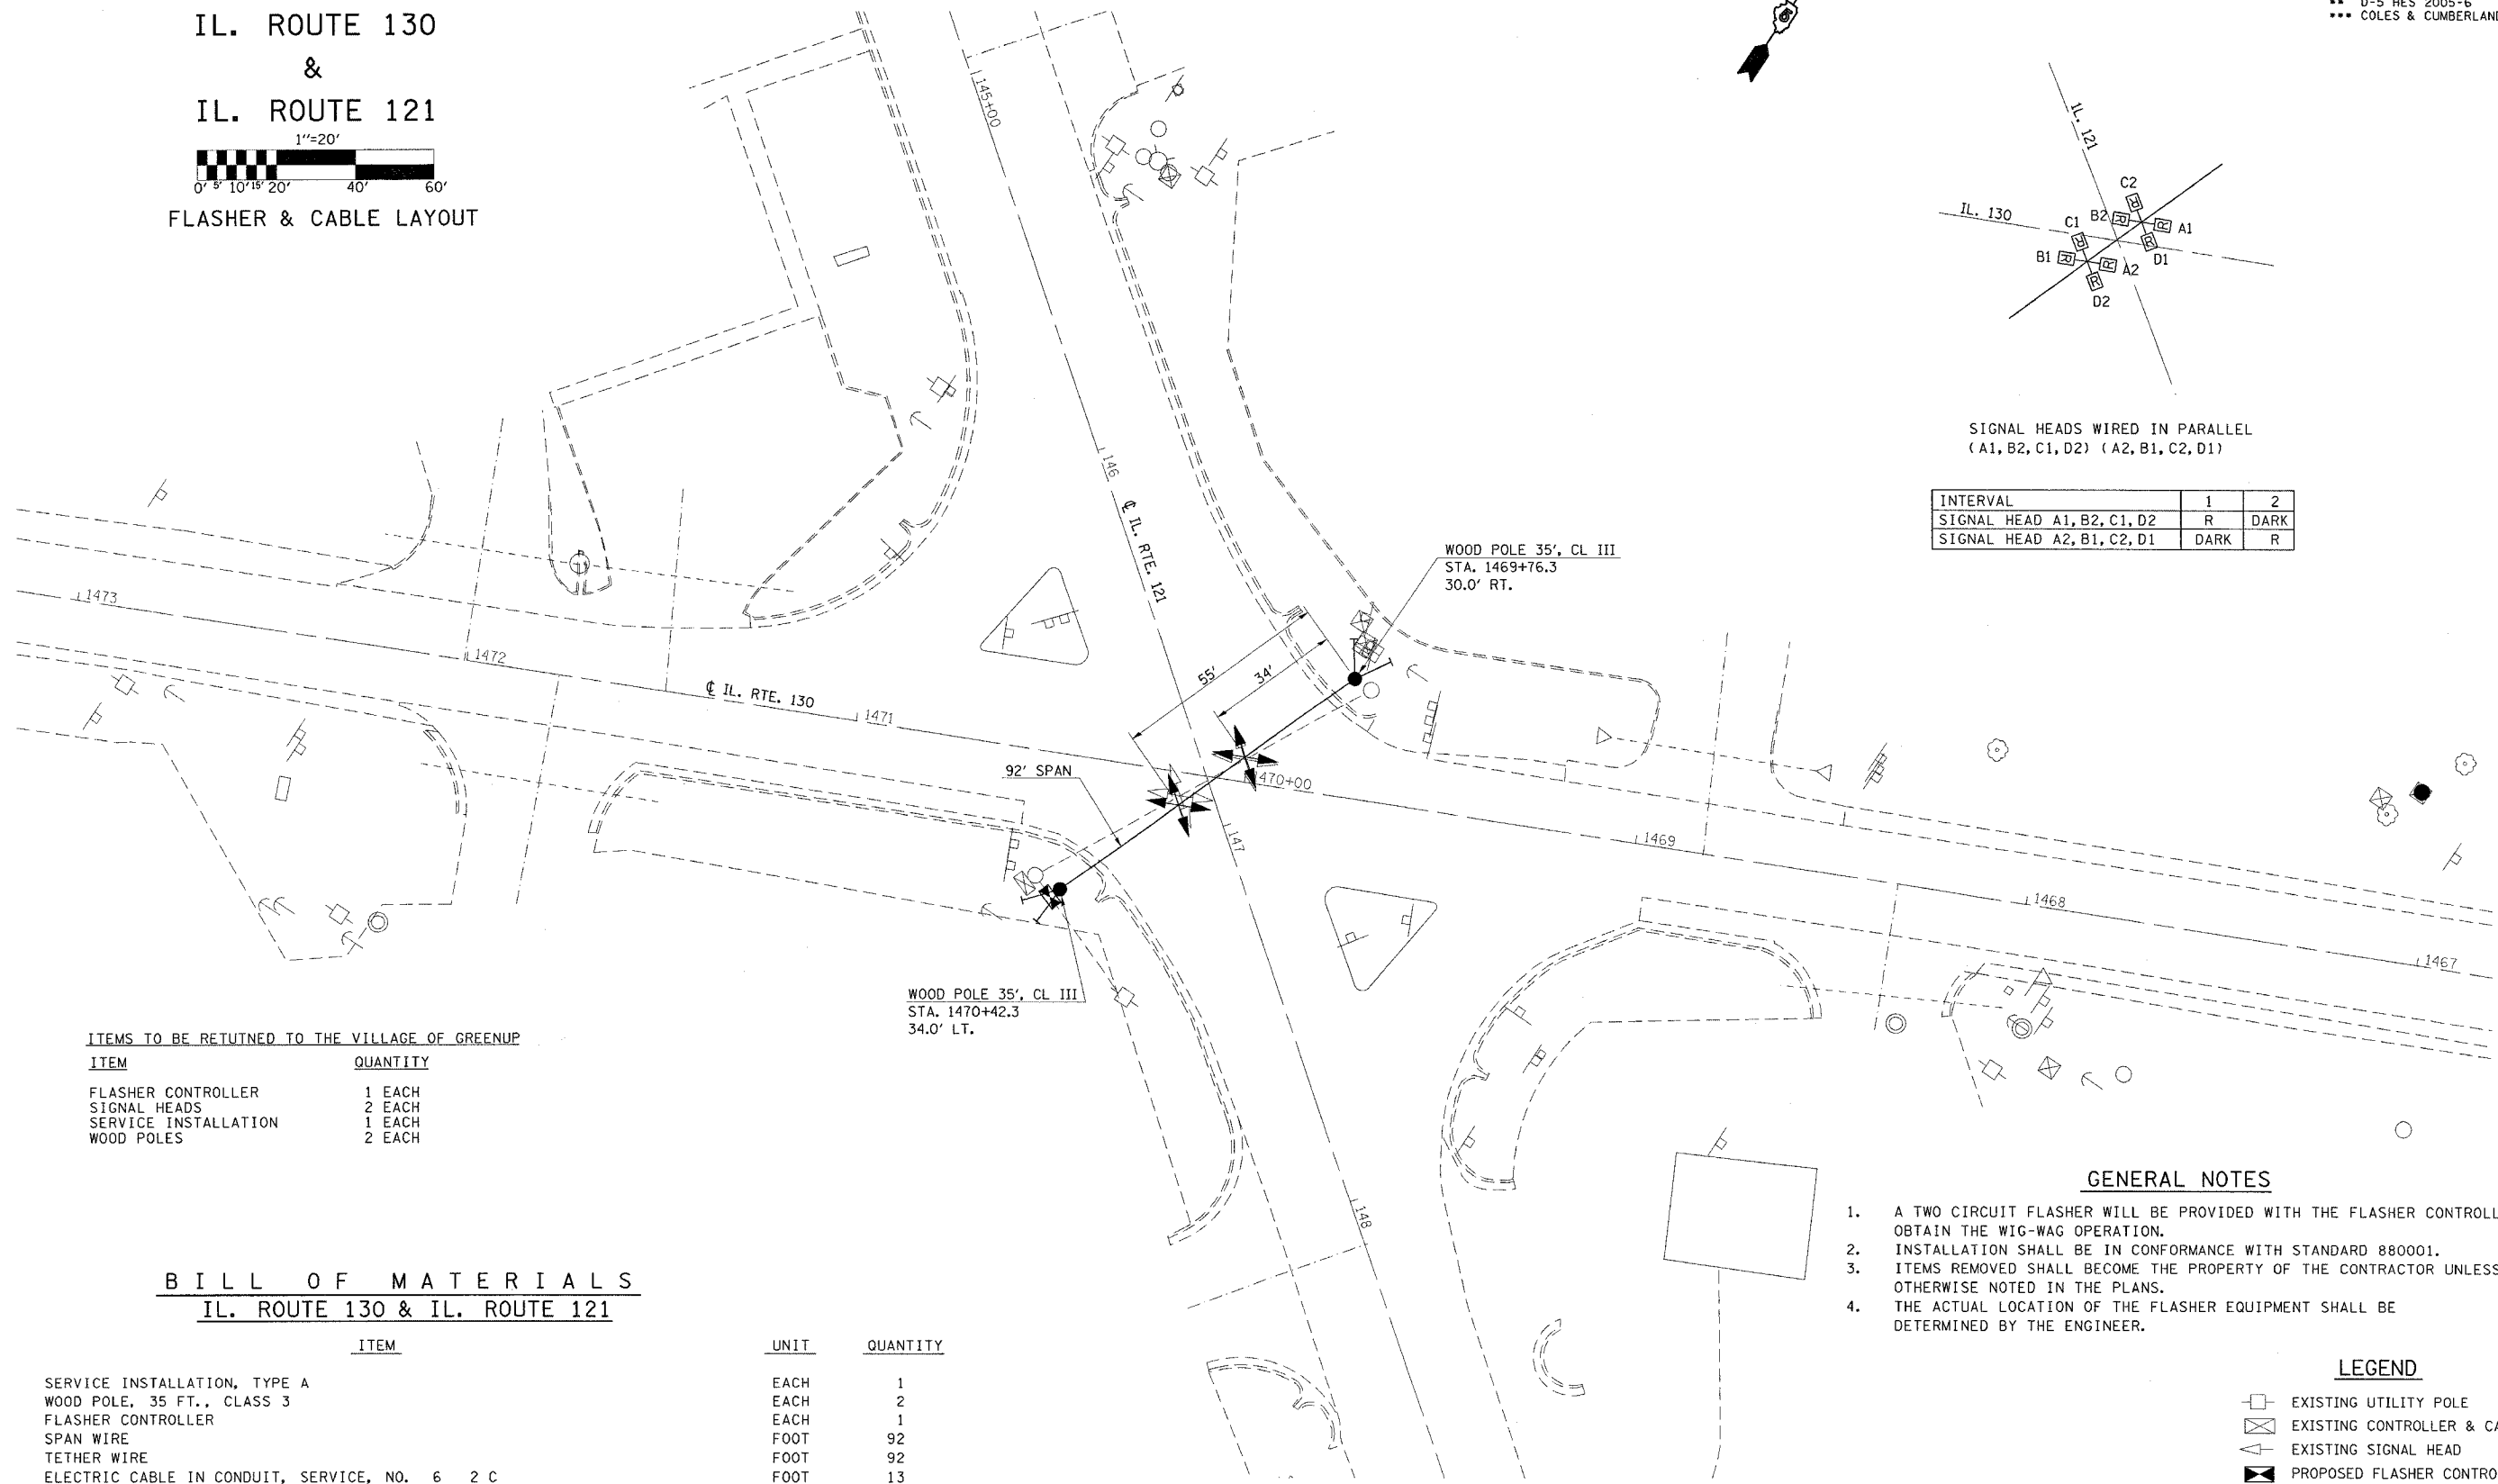 IL. ROUTE 130
&
IL. ROUTE 121
1"=20'
0' 5' 10' 15' 20' 40' 60'
FLASHER & CABLE LAYOUT
** D-5 HES 2005-6
*** COLES & CUMBERLAND
6
IL. 121
IL. 130
C2
B2
R
R
R
A1
C1
R
D1
B1
R
R
R
A2
R
D2
SIGNAL HEADS WIRED IN PARALLEL
(A1, B2, C1, D2) (A2, B1, C2, D1)
INTERVAL 1 2
SIGNAL HEAD A1, B2, C1, D2 R DARK
SIGNAL HEAD A2, B1, C2, D1 DARK R
145+00
146
℄ IL. RTE. 121
147
148
1473
1472
℄ IL. RTE. 130
1471
1470+00
1469
1468
1467
WOOD POLE 35', CL III
STA. 1469+76.3
30.0' RT.
55'
34'
92' SPAN
WOOD POLE 35', CL III
STA. 1470+42.3
34.0' LT.
ITEMS TO BE RETUTNED TO THE VILLAGE OF GREENUP
ITEM QUANTITY
FLASHER CONTROLLER 1 EACH
SIGNAL HEADS 2 EACH
SERVICE INSTALLATION 1 EACH
WOOD POLES 2 EACH
BILL OF MATERIALS
IL. ROUTE 130 & IL. ROUTE 121
ITEM UNIT QUANTITY
SERVICE INSTALLATION, TYPE A EACH 1
WOOD POLE, 35 FT., CLASS 3 EACH 2
FLASHER CONTROLLER EACH 1
SPAN WIRE FOOT 92
TETHER WIRE FOOT 92
ELECTRIC CABLE IN CONDUIT, SERVICE, NO. 6 2 C FOOT 13
GENERAL NOTES
1. A TWO CIRCUIT FLASHER WILL BE PROVIDED WITH THE FLASHER CONTROLL
OBTAIN THE WIG-WAG OPERATION.
2. INSTALLATION SHALL BE IN CONFORMANCE WITH STANDARD 880001.
3. ITEMS REMOVED SHALL BECOME THE PROPERTY OF THE CONTRACTOR UNLESS
OTHERWISE NOTED IN THE PLANS.
4. THE ACTUAL LOCATION OF THE FLASHER EQUIPMENT SHALL BE
DETERMINED BY THE ENGINEER.
LEGEND
EXISTING UTILITY POLE
EXISTING CONTROLLER & CA
EXISTING SIGNAL HEAD
PROPOSED FLASHER CONTRO